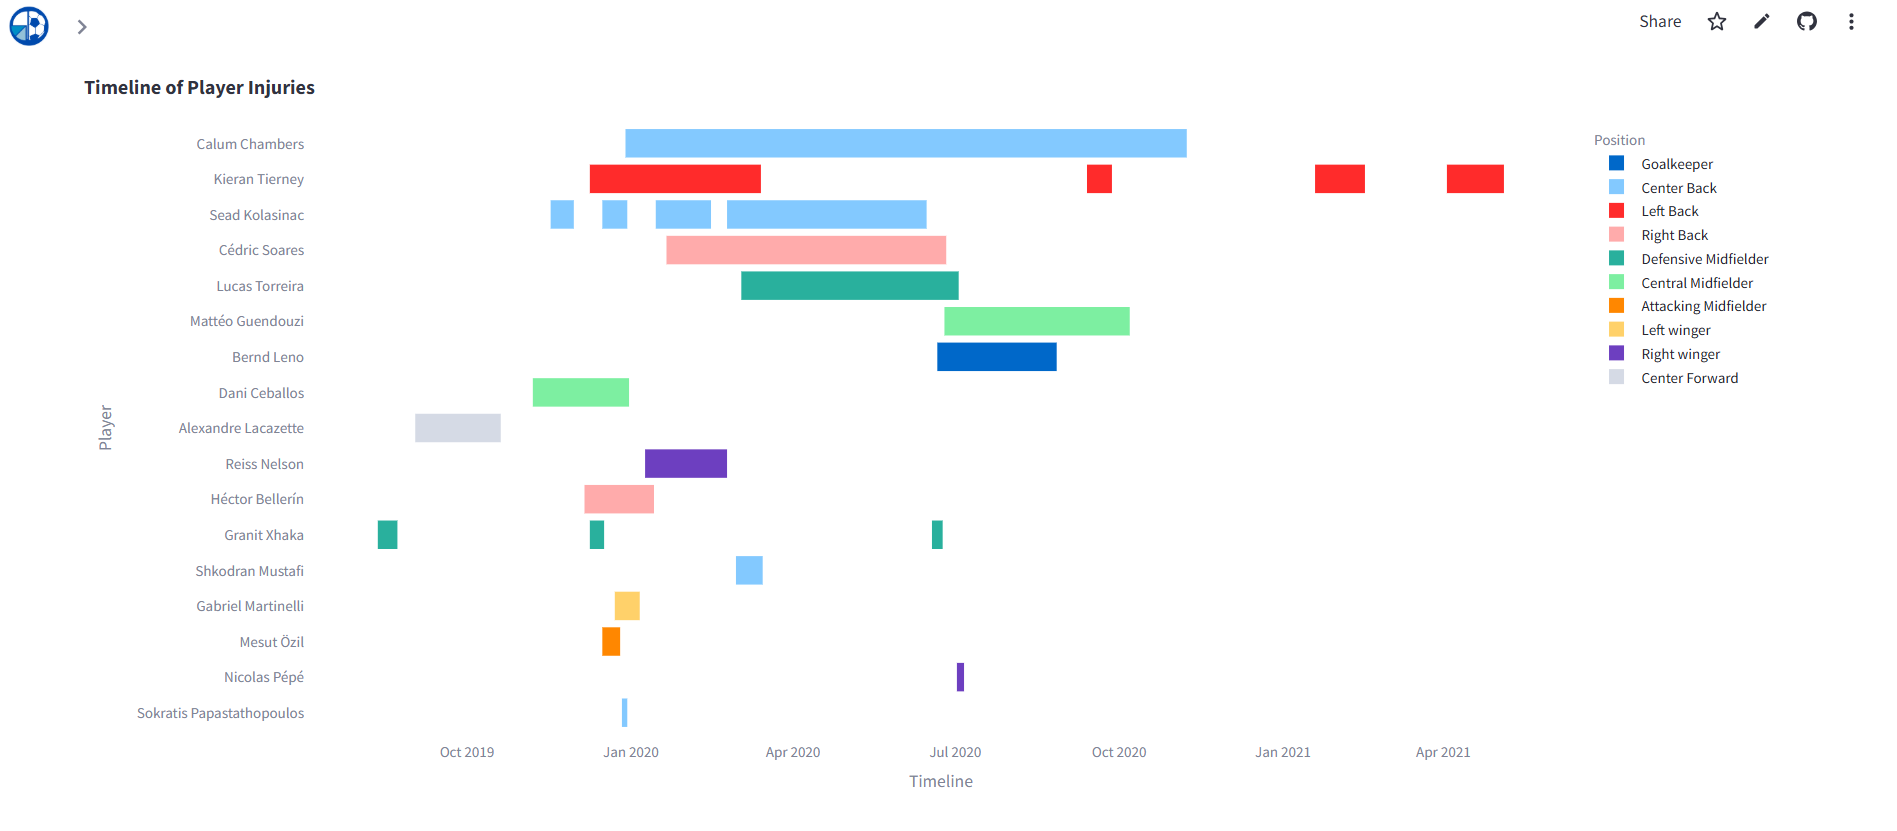 Share
Timeline of Player Injuries
Player
Calum Chambers
Kieran Tierney
Sead Kolasinac
Cédric Soares
Lucas Torreira
Mattéo Guendouzi
Bernd Leno
Dani Ceballos
Alexandre Lacazette
Reiss Nelson
Héctor Bellerín
Granit Xhaka
Shkodran Mustafi
Gabriel Martinelli
Mesut Özil
Nicolas Pépé
Sokratis Papastathopoulos
Oct 2019 Jan 2020 Apr 2020 Jul 2020 Oct 2020 Jan 2021 Apr 2021
Timeline
Position
Goalkeeper
Center Back
Left Back
Right Back
Defensive Midfielder
Central Midfielder
Attacking Midfielder
Left winger
Right winger
Center Forward